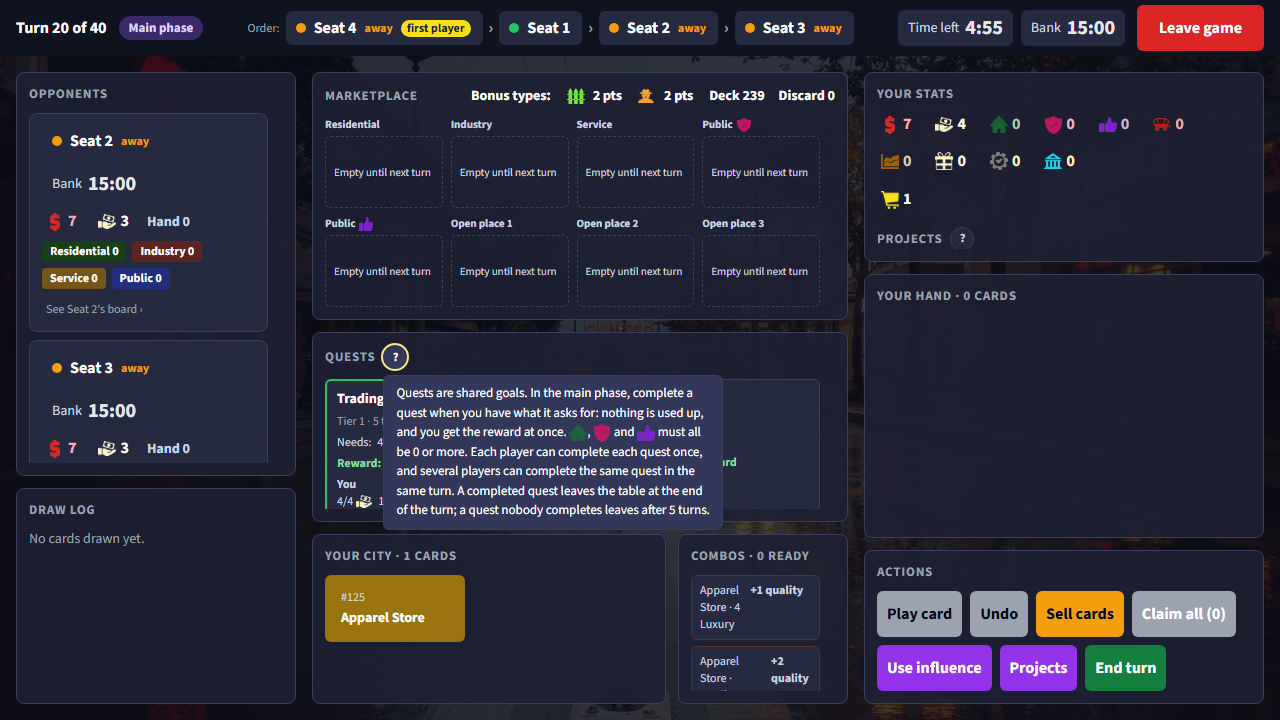 Turn 20 of 40
Main phase
Order:
Seat 4 away first player
›
Seat 1
›
Seat 2 away
›
Seat 3 away
Time left 4:55
Bank 15:00
Leave game
OPPONENTS
Seat 2 away
Bank 15:00
7 3 Hand 0
Residential 0 Industry 0
Service 0 Public 0
See Seat 2's board ›
Seat 3 away
Bank 15:00
7 3 Hand 0
DRAW LOG
No cards drawn yet.
MARKETPLACE
Bonus types: 2 pts 2 pts Deck 239 Discard 0
Residential Industry Service Public
Empty until next turn Empty until next turn Empty until next turn Empty until next turn
Public Open place 1 Open place 2 Open place 3
Empty until next turn Empty until next turn Empty until next turn Empty until next turn
QUESTS ?
Trading
Tier 1 · 5 t
Needs: 4
Reward:
You
4/4 1
Quests are shared goals. In the main phase, complete a
quest when you have what it asks for: nothing is used up,
and you get the reward at once. , and must all
be 0 or more. Each player can complete each quest once,
and several players can complete the same quest in the
same turn. A completed quest leaves the table at the end
of the turn; a quest nobody completes leaves after 5 turns.
YOUR CITY · 1 CARDS
#125
Apparel Store
COMBOS · 0 READY
Apparel Store · 4 Luxury +1 quality
Apparel Store · +2 quality
YOUR STATS
7 4 0 0 0 0
0 0 0 0
1
PROJECTS ?
YOUR HAND · 0 CARDS
ACTIONS
Play card Undo Sell cards Claim all (0)
Use influence Projects End turn